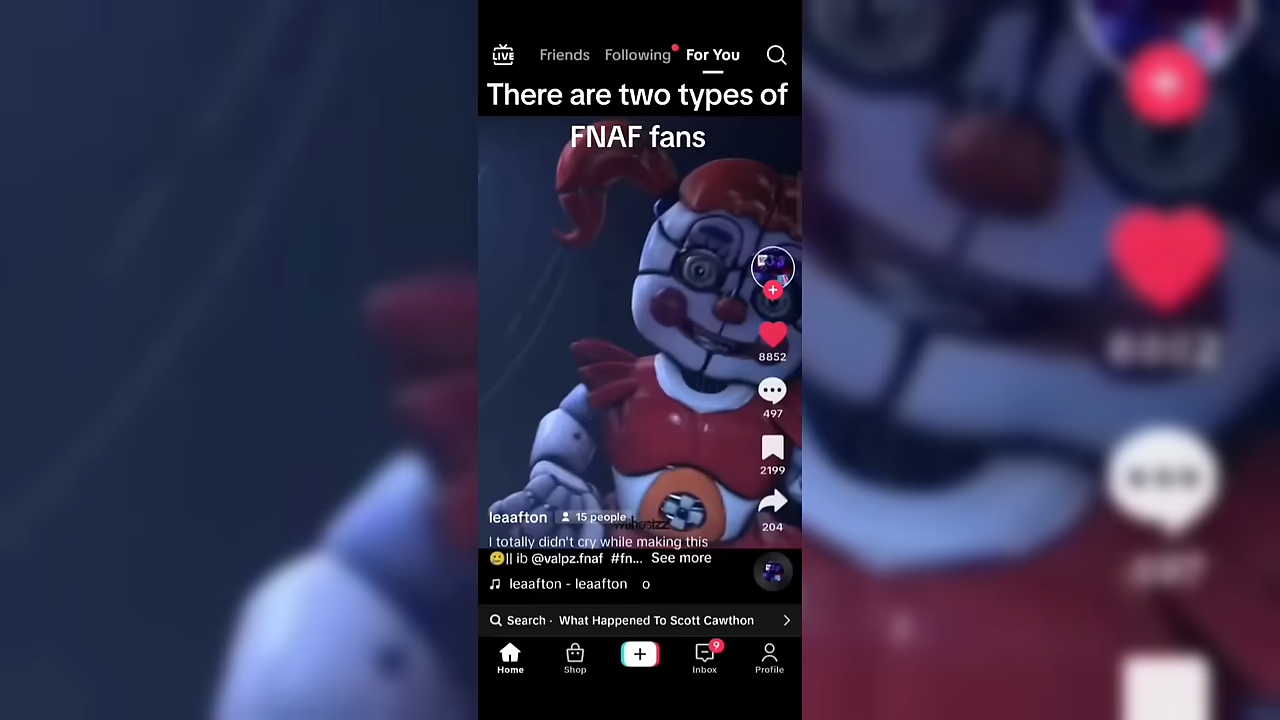 LIVE
Friends Following For You
There are two types of
FNAF fans
8852
497
2199
204
leaafton 15 people
I totally didn't cry while making this
🥲|| ib @valpz.fnaf #fn... See more
leaafton - leaafton
Search · What Happened To Scott Cawthon
9
Home Shop Inbox Profile